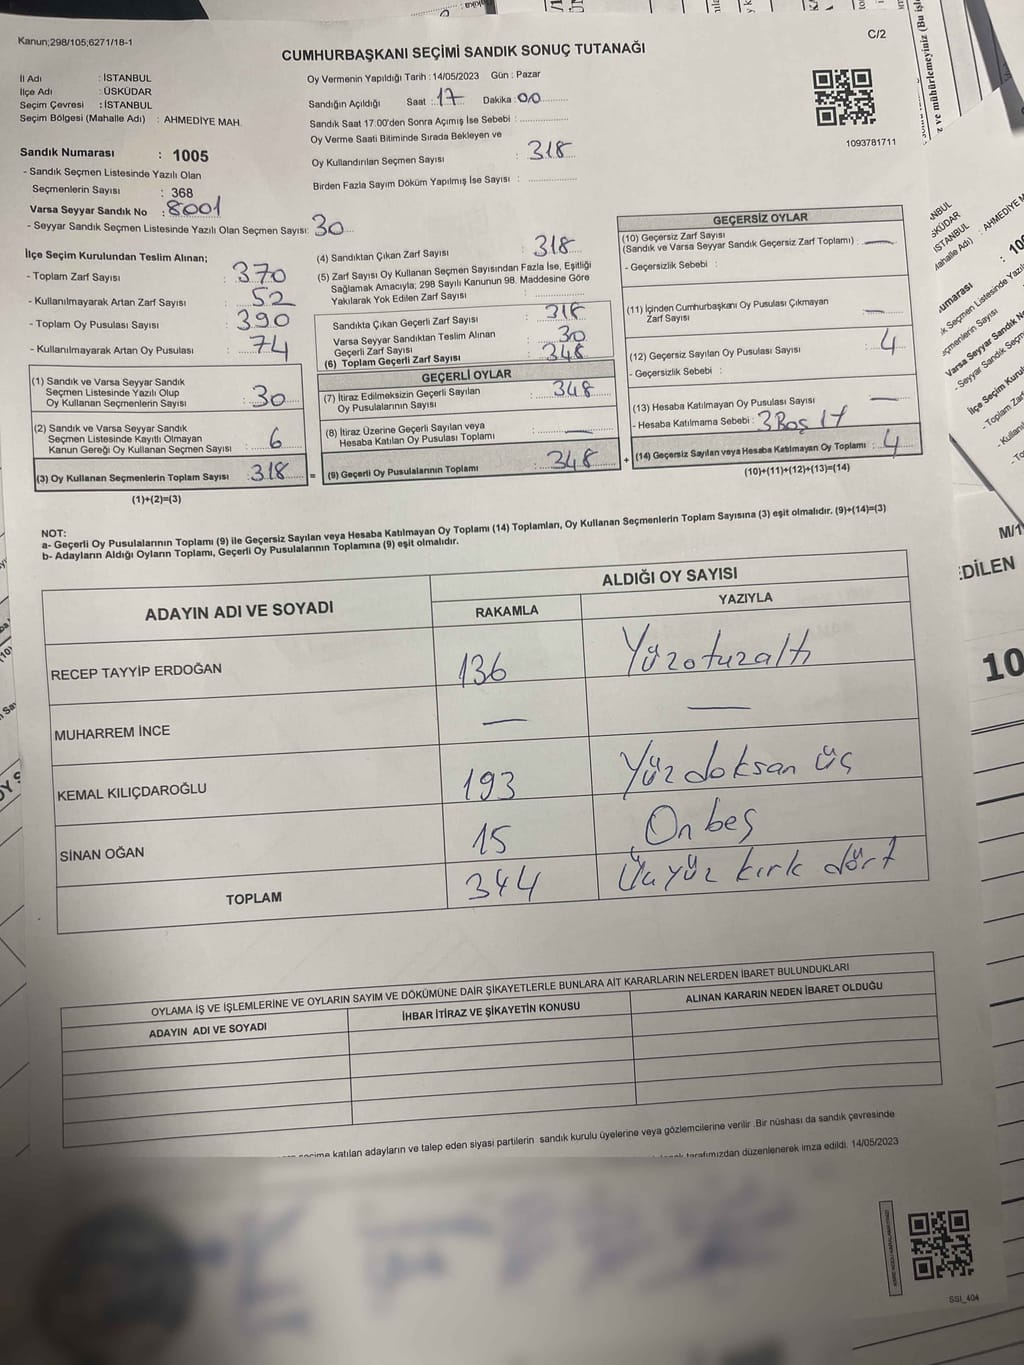 Kanun;298/105;6271/18-1
C/2
CUMHURBAŞKANI SEÇİMİ SANDIK SONUÇ TUTANAĞI
İl Adı : İSTANBUL
İlçe Adı : ÜSKÜDAR
Seçim Çevresi : İSTANBUL
Seçim Bölgesi (Mahalle Adı) : AHMEDİYE MAH.
Oy Vermenin Yapıldığı Tarih : 14/05/2023 Gün : Pazar
Sandığın Açıldığı Saat : 17 Dakika : 00
Sandık Saat 17:00'den Sonra Açımış İse Sebebi :
Oy Verme Saati Bitiminde Sırada Bekleyen ve
Oy Kullandırılan Seçmen Sayısı : 318
Birden Fazla Sayım Döküm Yapılmış İse Sayısı :
1093781711
Sandık Numarası : 1005
- Sandık Seçmen Listesinde Yazılı Olan
Seçmenlerin Sayısı : 368
Varsa Seyyar Sandık No : 8001
- Seyyar Sandık Seçmen Listesinde Yazılı Olan Seçmen Sayısı: 30
İlçe Seçim Kurulundan Teslim Alınan;
- Toplam Zarf Sayısı : 370
- Kullanılmayarak Artan Zarf Sayısı : 52
- Toplam Oy Pusulası Sayısı : 390
- Kullanılmayarak Artan Oy Pusulası : 74
(1) Sandık ve Varsa Seyyar Sandık
Seçmen Listesinde Yazılı Olup
Oy Kullanan Seçmenlerin Sayısı : 30
(2) Sandık ve Varsa Seyyar Sandık
Seçmen Listesinde Kayıtlı Olmayan
Kanun Gereği Oy Kullanan Seçmen Sayısı : 6
(3) Oy Kullanan Seçmenlerin Toplam Sayısı : 318
(1)+(2)=(3)
(4) Sandıktan Çıkan Zarf Sayısı : 318
(5) Zarf Sayısı Oy Kullanan Seçmen Sayısından Fazla İse, Eşitliği
Sağlamak Amacıyla; 298 Sayılı Kanunun 98. Maddesine Göre
Yakılarak Yok Edilen Zarf Sayısı :
Sandıkta Çıkan Geçerli Zarf Sayısı : 318
Varsa Seyyar Sandıktan Teslim Alınan
Geçerli Zarf Sayısı : 30
(6) Toplam Geçerli Zarf Sayısı : 348
GEÇERLİ OYLAR
(7) İtiraz Edilmeksizin Geçerli Sayılan
Oy Pusulalarının Sayısı : 348
(8) İtiraz Üzerine Geçerli Sayılan veya
Hesaba Katılan Oy Pusulası Toplamı : —
= (9) Geçerli Oy Pusulalarının Toplamı : 348
GEÇERSİZ OYLAR
(10) Geçersiz Zarf Sayısı
(Sandık ve Varsa Seyyar Sandık Geçersiz Zarf Toplamı) : —
- Geçersizlik Sebebi :
(11) İçinden Cumhurbaşkanı Oy Pusulası Çıkmayan
Zarf Sayısı : —
(12) Geçersiz Sayılan Oy Pusulası Sayısı : 4
- Geçersizlik Sebebi :
(13) Hesaba Katılmayan Oy Pusulası Sayısı : —
- Hesaba Katılmama Sebebi : 3 Boş 17
+ (14) Geçersiz Sayılan veya Hesaba Katılmayan Oy Toplamı : 4
(10)+(11)+(12)+(13)=(14)
NOT:
a- Geçerli Oy Pusulalarının Toplamı (9) ile Geçersiz Sayılan veya Hesaba Katılmayan Oy Toplamı (14) Toplamları, Oy Kullanan Seçmenlerin Toplam Sayısına (3) eşit olmalıdır. (9)+(14)=(3)
b- Adayların Aldığı Oyların Toplamı, Geçerli Oy Pusulalarının Toplamına (9) eşit olmalıdır.
ADAYIN ADI VE SOYADI
ALDIĞI OY SAYISI
RAKAMLA YAZIYLA
RECEP TAYYİP ERDOĞAN 136 Yüzotuzaltı
MUHARREM İNCE — —
KEMAL KILIÇDAROĞLU 193 Yüzdoksan üç
SİNAN OĞAN 15 On beş
TOPLAM 344 Üçyüz kırk dört
OYLAMA İŞ VE İŞLEMLERİNE VE OYLARIN SAYIM VE DÖKÜMÜNE DAİR ŞİKAYETLERLE BUNLARA AİT KARARLARIN NELERDEN İBARET BULUNDUKLARI
ADAYIN ADI VE SOYADI İHBAR İTİRAZ VE ŞİKAYETİN KONUSU ALINAN KARARIN NEDEN İBARET OLDUĞU
katılan adayların ve talep eden siyasi partilerin sandık kurulu üyelerine veya gözlemcilerine verilir .Bir nüshası da sandık çevresinde
tarafımızdan düzenlenerek imza edildi. 14/05/2023
SSI_404
M/1
EDİLEN
10